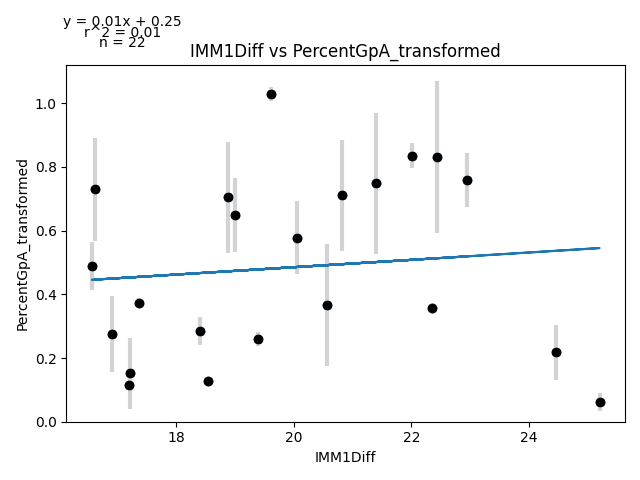 y = 0.01x + 0.25
r^2 = 0.01
n = 22
IMM1Diff vs PercentGpA_transformed
PercentGpA_transformed
1.0
0.8
0.6
0.4
0.2
0.0
18
20
22
24
IMM1Diff